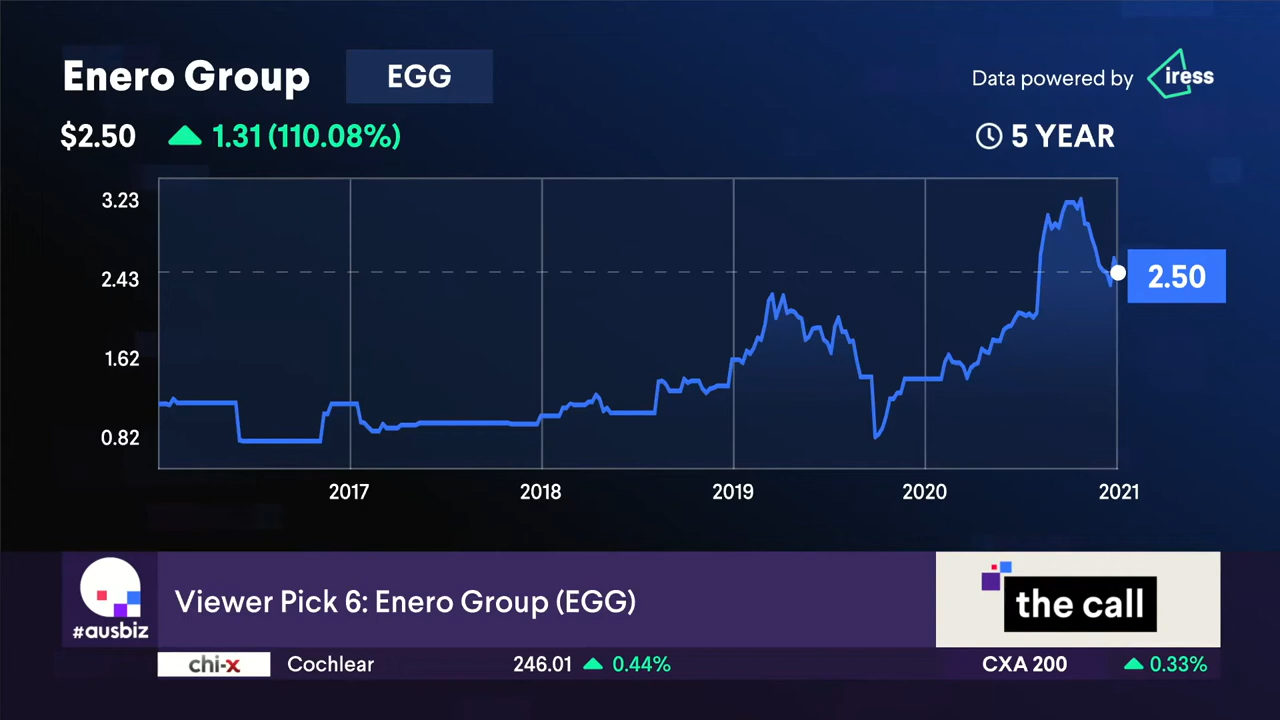 Enero Group EGG
Data powered by iress
$2.50 1.31 (110.08%)
5 YEAR
3.23
2.43
1.62
0.82
2.50
2017 2018 2019 2020 2021
#ausbiz
Viewer Pick 6: Enero Group (EGG)
the call
chi-x Cochlear 246.01 0.44% CXA 200 0.33%